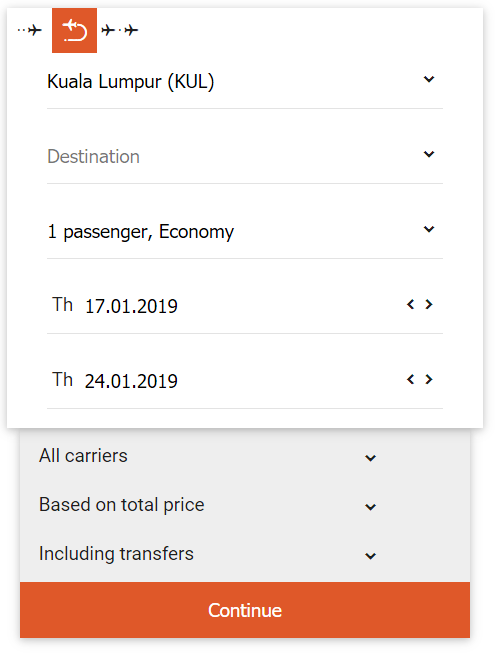 Kuala Lumpur (KUL)
Destination
1 passenger, Economy
Th 17.01.2019
Th 24.01.2019
All carriers
Based on total price
Including transfers
Continue